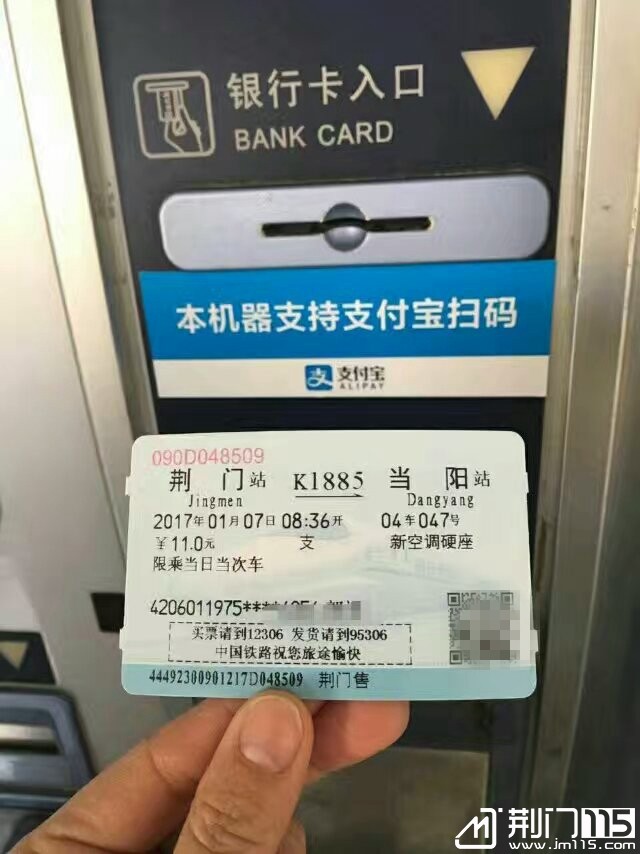 银行卡入口
BANK CARD
本机器支持支付宝扫码
支 支付宝
ALIPAY
090D048509
荆门站 K1885 当阳站
Jingmen Dangyang
2017年01月07日 08:36开 04车047号
￥11.0元 支 新空调硬座
限乘当日当次车
4206011975***
买票请到12306 发货请到95306
中国铁路祝您旅途愉快
44492300901217D048509 荆门售
荆门115
www.jm115.com